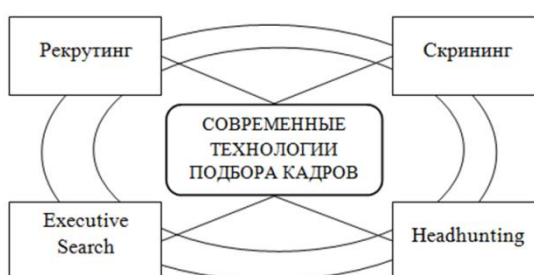 Рекрутинг
Скрининг
СОВРЕМЕННЫЕ
ТЕХНОЛОГИИ
ПОДБОРА КАДРОВ
Executive
Search
Headhunting